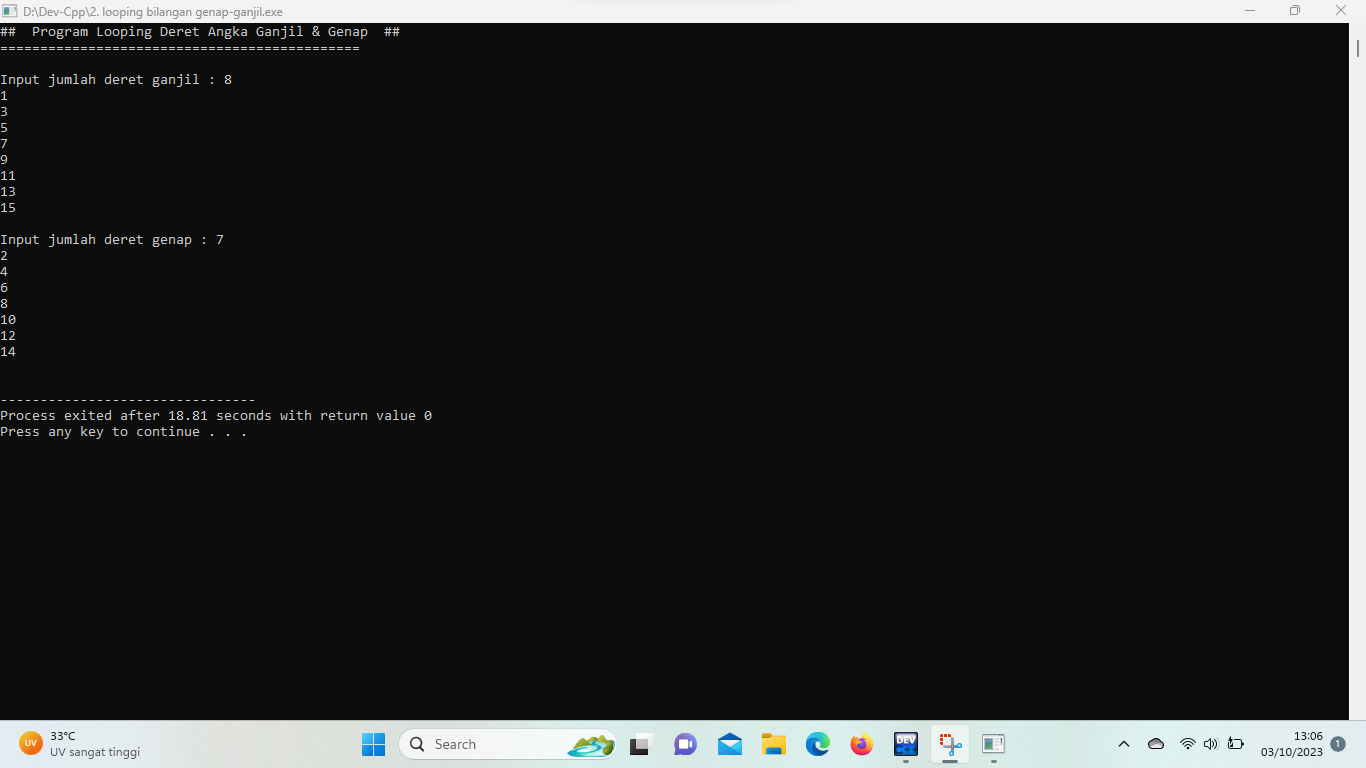 D:\Dev-Cpp\2. looping bilangan genap-ganjil.exe
##  Program Looping Deret Angka Ganjil & Genap  ##
=============================================
Input jumlah deret ganjil : 8
1
3
5
7
9
11
13
15
Input jumlah deret genap : 7
2
4
6
8
10
12
14
--------------------------------
Process exited after 18.81 seconds with return value 0
Press any key to continue . . .
UV
33°C
UV sangat tinggi
Search
DEV
13:06
03/10/2023
1